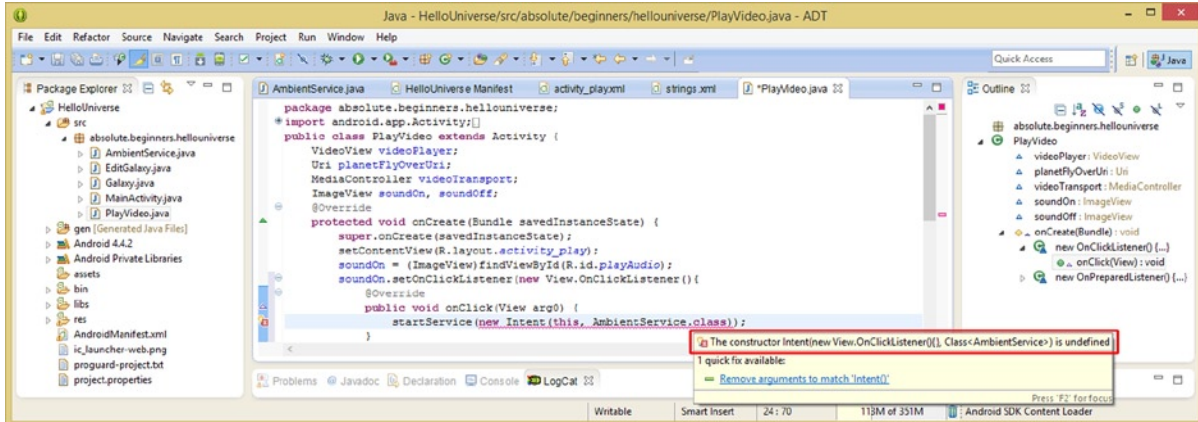 Java - HelloUniverse/src/absolute/beginners/hellouniverse/PlayVideo.java - ADT
File Edit Refactor Source Navigate Search Project Run Window Help
Quick Access
Java
Package Explorer
HelloUniverse
src
absolute.beginners.hellouniverse
AmbientService.java
EditGalaxy.java
Galaxy.java
MainActivity.java
PlayVideo.java
gen [Generated Java Files]
Android 4.4.2
Android Private Libraries
assets
bin
libs
res
AndroidManifest.xml
ic_launcher-web.png
proguard-project.txt
project.properties
AmbientService.java HelloUniverse Manifest activity_play.xml strings.xml *PlayVideo.java
package absolute.beginners.hellouniverse;
import android.app.Activity;
public class PlayVideo extends Activity {
VideoView videoPlayer;
Uri planetFlyOverUri;
MediaController videoTransport;
ImageView soundOn, soundOff;
@Override
protected void onCreate(Bundle savedInstanceState) {
super.onCreate(savedInstanceState);
setContentView(R.layout.activity_play);
soundOn = (ImageView)findViewById(R.id.playAudio);
soundOn.setOnClickListener(new View.OnClickListener(){
@Override
public void onClick(View arg0) {
startService(new Intent(this, AmbientService.class));
}
The constructor Intent(new View.OnClickListener(){}, Class<AmbientService>) is undefined
1 quick fix available:
Remove arguments to match 'Intent()'
Press 'F2' for focus
Problems Javadoc Declaration Console LogCat
Outline
absolute.beginners.hellouniverse
PlayVideo
videoPlayer : VideoView
planetFlyOverUri : Uri
videoTransport : MediaController
soundOn : ImageView
soundOff : ImageView
onCreate(Bundle) : void
new OnClickListener() {...}
onClick(View) : void
new OnPreparedListener() {...}
Writable Smart Insert 24 : 70 118M of 351M Android SDK Content Loader